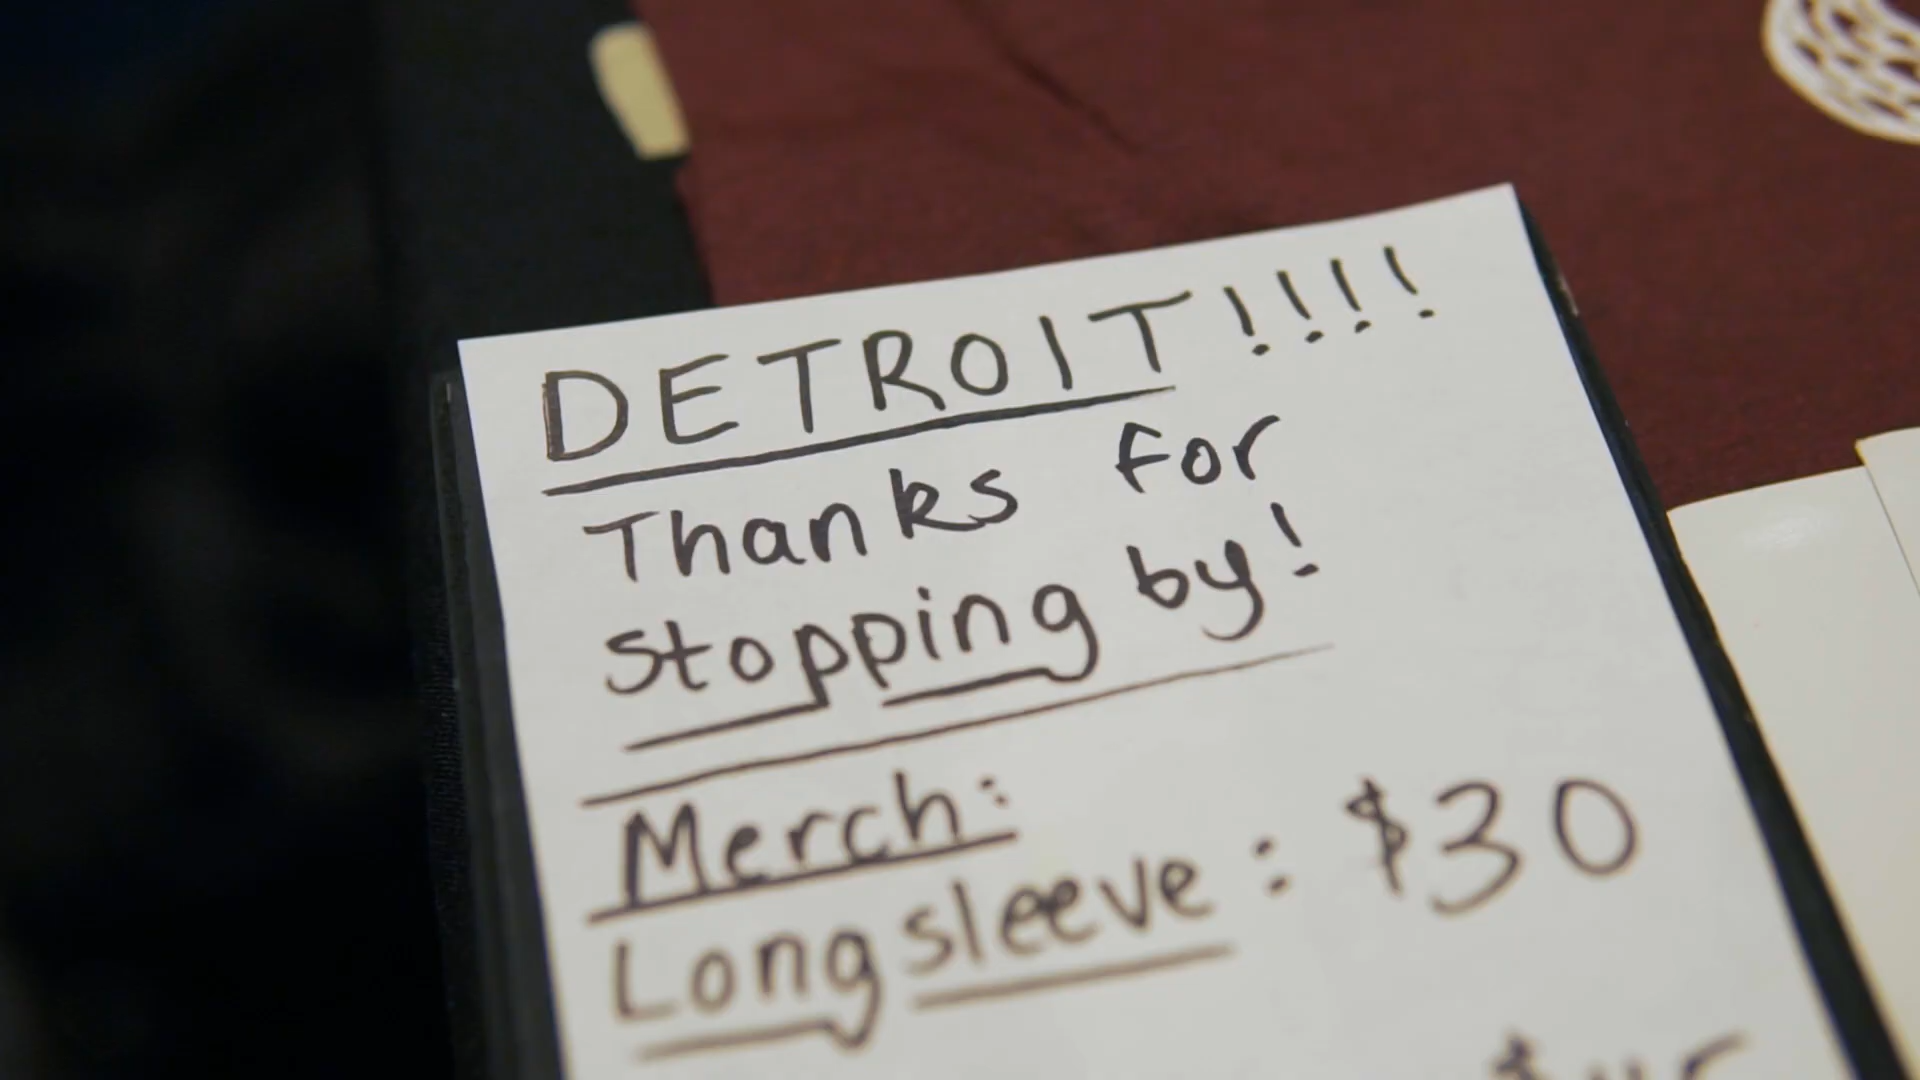 DETROIT!!!!
Thanks for
stopping by!
Merch:
Longsleeve: $30